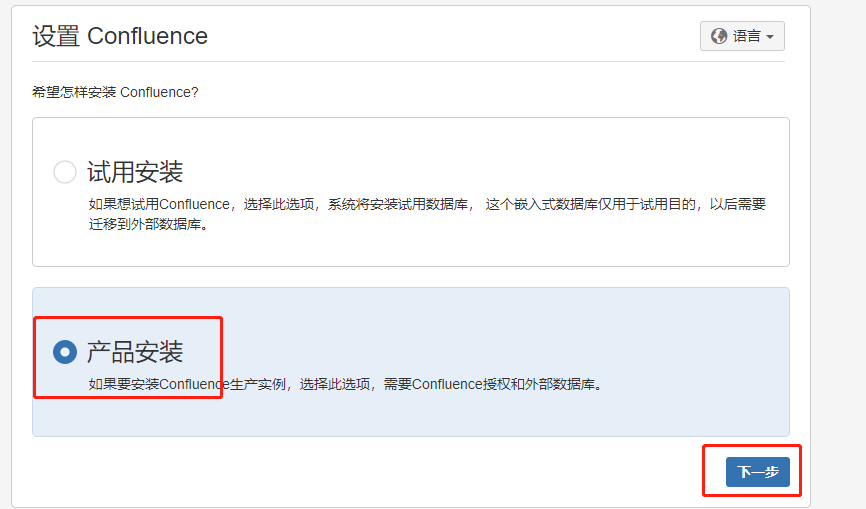 设置 Confluence
语言
希望怎样安装 Confluence?
试用安装
如果想试用Confluence，选择此选项，系统将安装试用数据库， 这个嵌入式数据库仅用于试用目的，以后需要
迁移到外部数据库。
产品安装
如果要安装Confluence生产实例，选择此选项，需要Confluence授权和外部数据库。
下一步